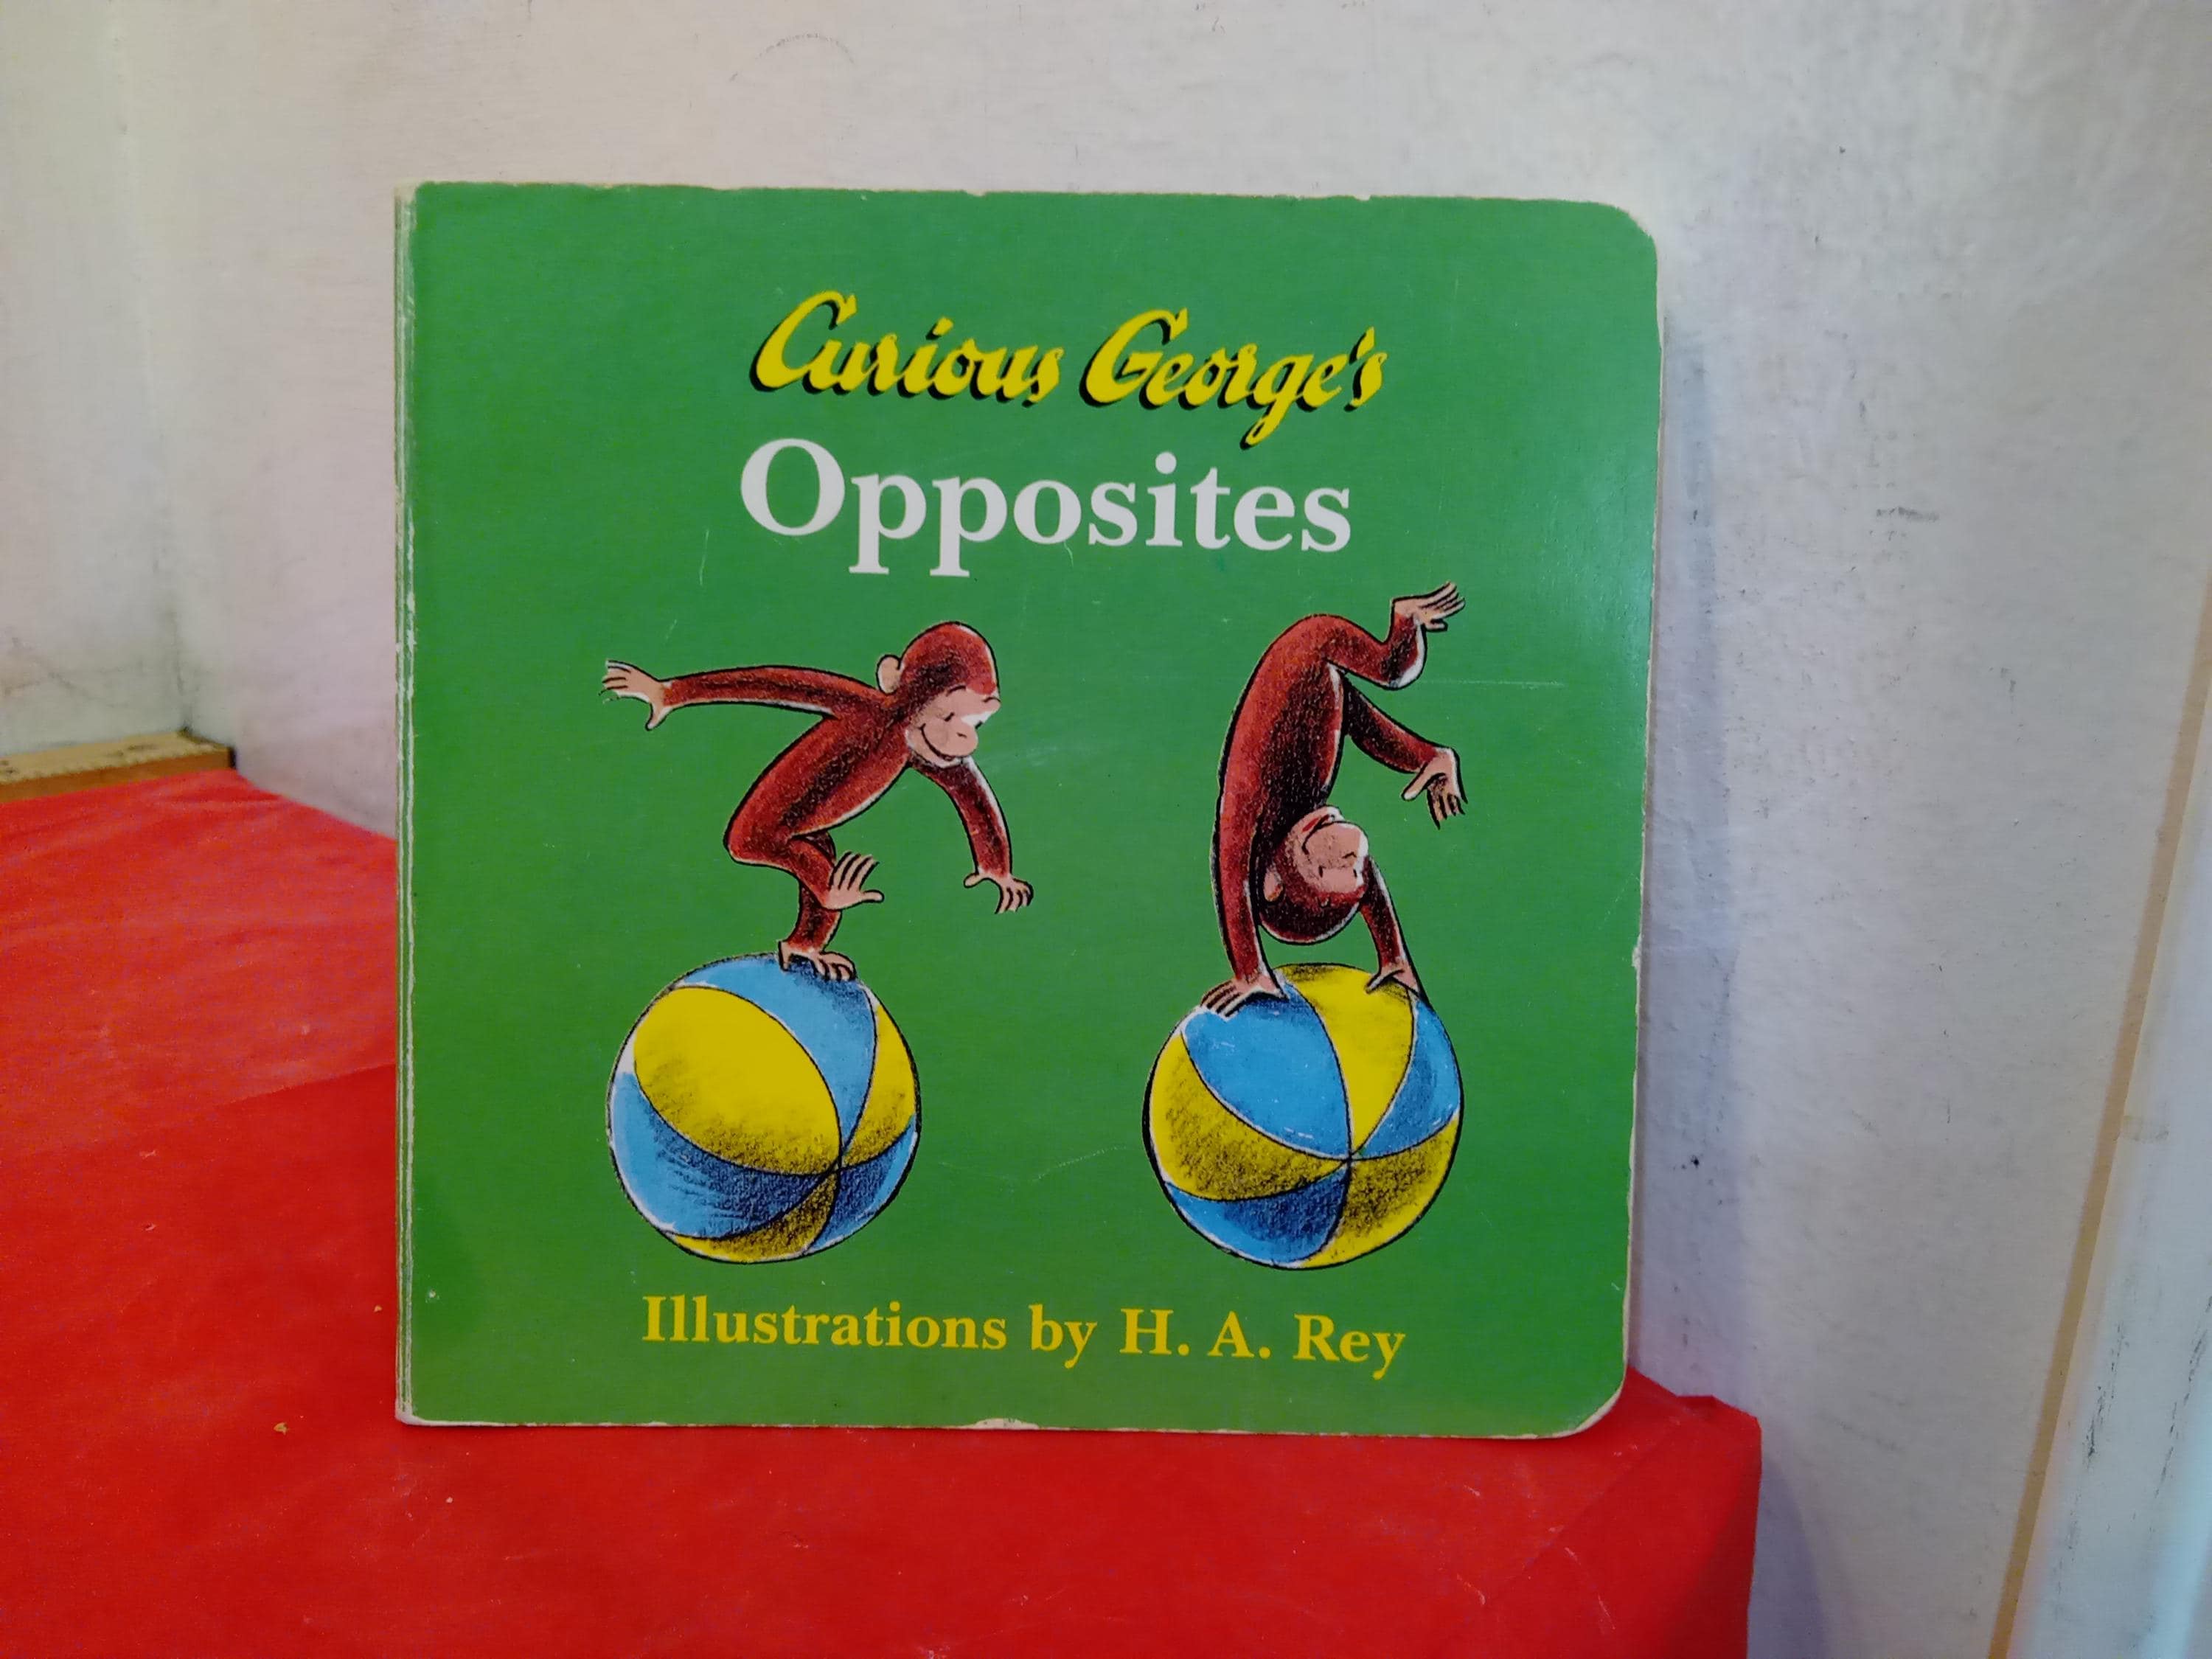 Curious George's
Opposites
Illustrations by H. A. Rey